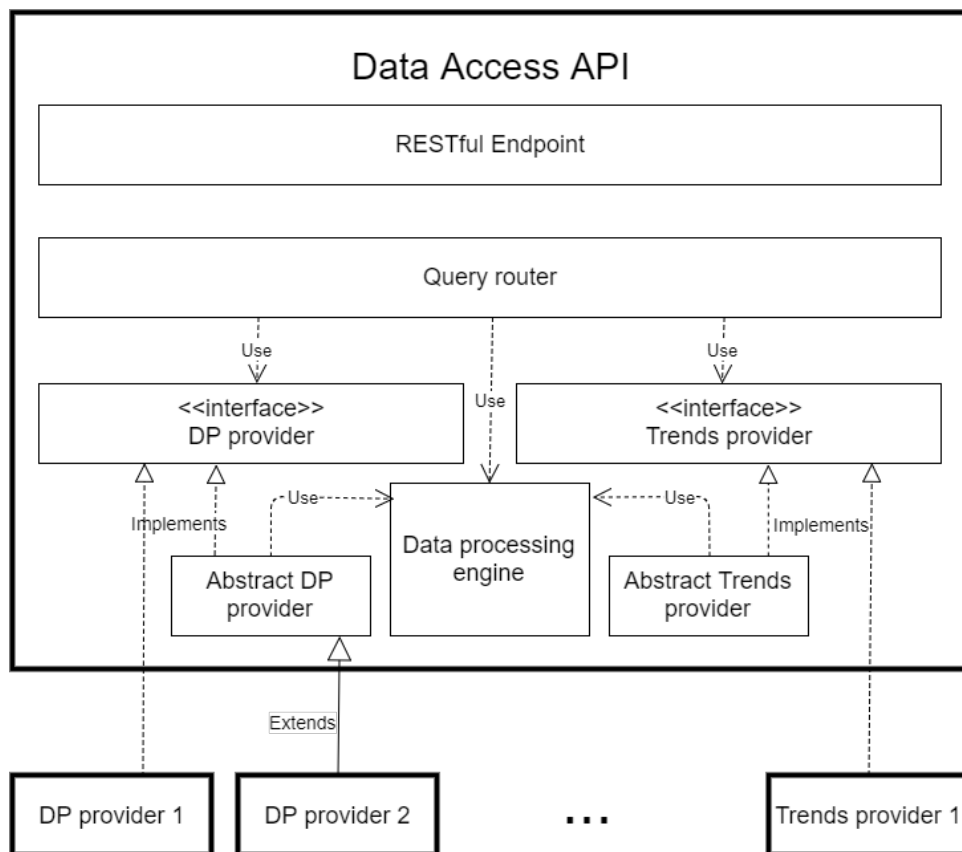 Data Access API
RESTful Endpoint
Query router
Use
Use
Use
<<interface>>
DP provider
<<interface>>
Trends provider
Use
Use
Implements
Implements
Abstract DP
provider
Data processing
engine
Abstract Trends
provider
Extends
DP provider 1
DP provider 2
...
Trends provider 1